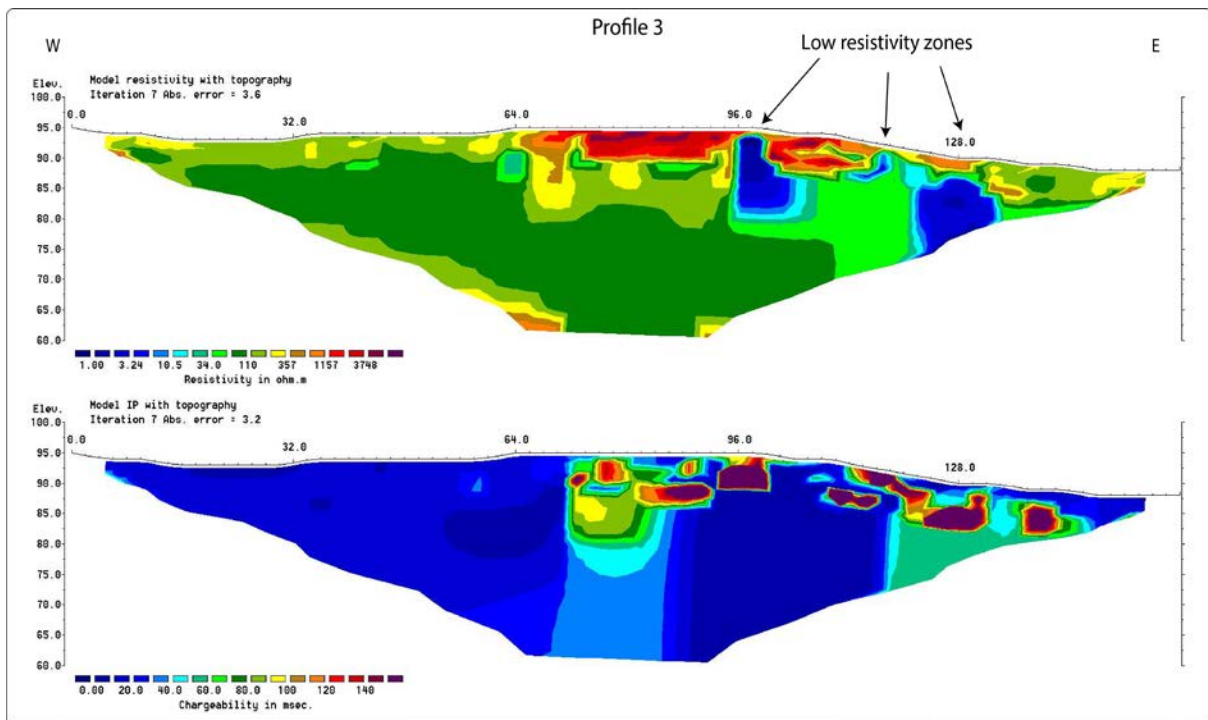 Profile 3
W
Low resistivity zones
E
Model resistivity with topography
Iteration 7 Abs. error = 3.6
Elev.
100.0
95.0
90.0
85.0
80.0
75.0
70.0
65.0
60.0
0.0 32.0 64.0 96.0 128.0
1.00 3.24 10.5 34.0 110 357 1157 3748
Resistivity in ohm.m
Model IP with topography
Iteration 7 Abs. error = 3.2
Elev.
100.0
95.0
90.0
85.0
80.0
75.0
70.0
65.0
60.0
0.0 32.0 64.0 96.0 128.0
0.00 20.0 40.0 60.0 80.0 100 120 140
Chargeability in msec.